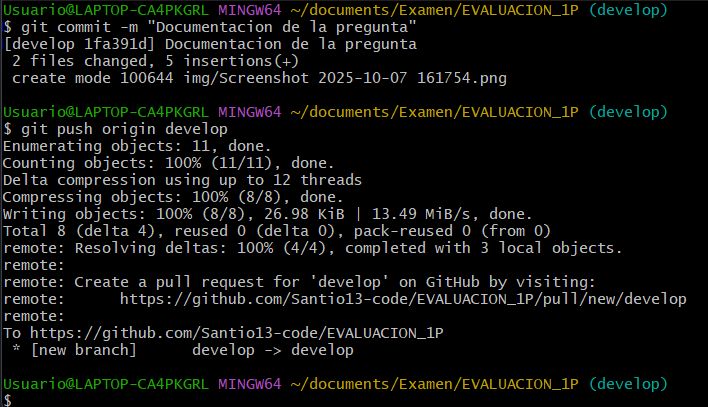 Usuario@LAPTOP-CA4PKGRL MINGW64 ~/documents/Examen/EVALUACION_1P (develop)
$ git commit -m "Documentacion de la pregunta"
[develop 1fa391d] Documentacion de la pregunta
 2 files changed, 5 insertions(+)
 create mode 100644 img/Screenshot 2025-10-07 161754.png

Usuario@LAPTOP-CA4PKGRL MINGW64 ~/documents/Examen/EVALUACION_1P (develop)
$ git push origin develop
Enumerating objects: 11, done.
Counting objects: 100% (11/11), done.
Delta compression using up to 12 threads
Compressing objects: 100% (8/8), done.
Writing objects: 100% (8/8), 26.98 KiB | 13.49 MiB/s, done.
Total 8 (delta 4), reused 0 (delta 0), pack-reused 0 (from 0)
remote: Resolving deltas: 100% (4/4), completed with 3 local objects.
remote:
remote: Create a pull request for 'develop' on GitHub by visiting:
remote:      https://github.com/Santio13-code/EVALUACION_1P/pull/new/develop
remote:
To https://github.com/Santio13-code/EVALUACION_1P
 * [new branch]      develop -> develop

Usuario@LAPTOP-CA4PKGRL MINGW64 ~/documents/Examen/EVALUACION_1P (develop)
$